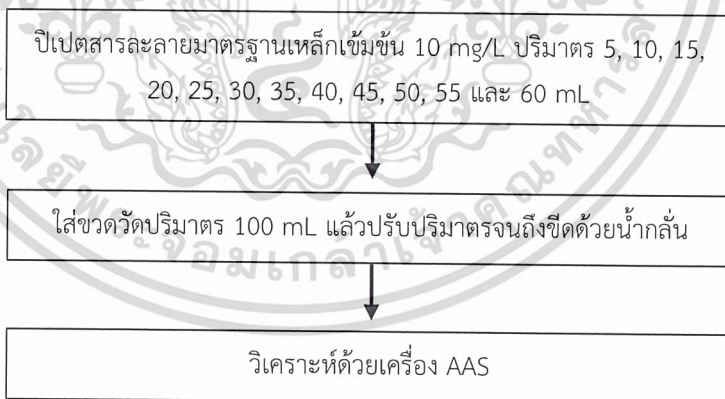 ปิเปตสารละลายมาตรฐานเหล็กเข้มข้น 10 mg/L ปริมาตร 5, 10, 15,
20, 25, 30, 35, 40, 45, 50, 55 และ 60 mL
ใส่ขวดวัดปริมาตร 100 mL แล้วปรับปริมาตรจนถึงขีดด้วยน้ำกลั่น
วิเคราะห์ด้วยเครื่อง AAS